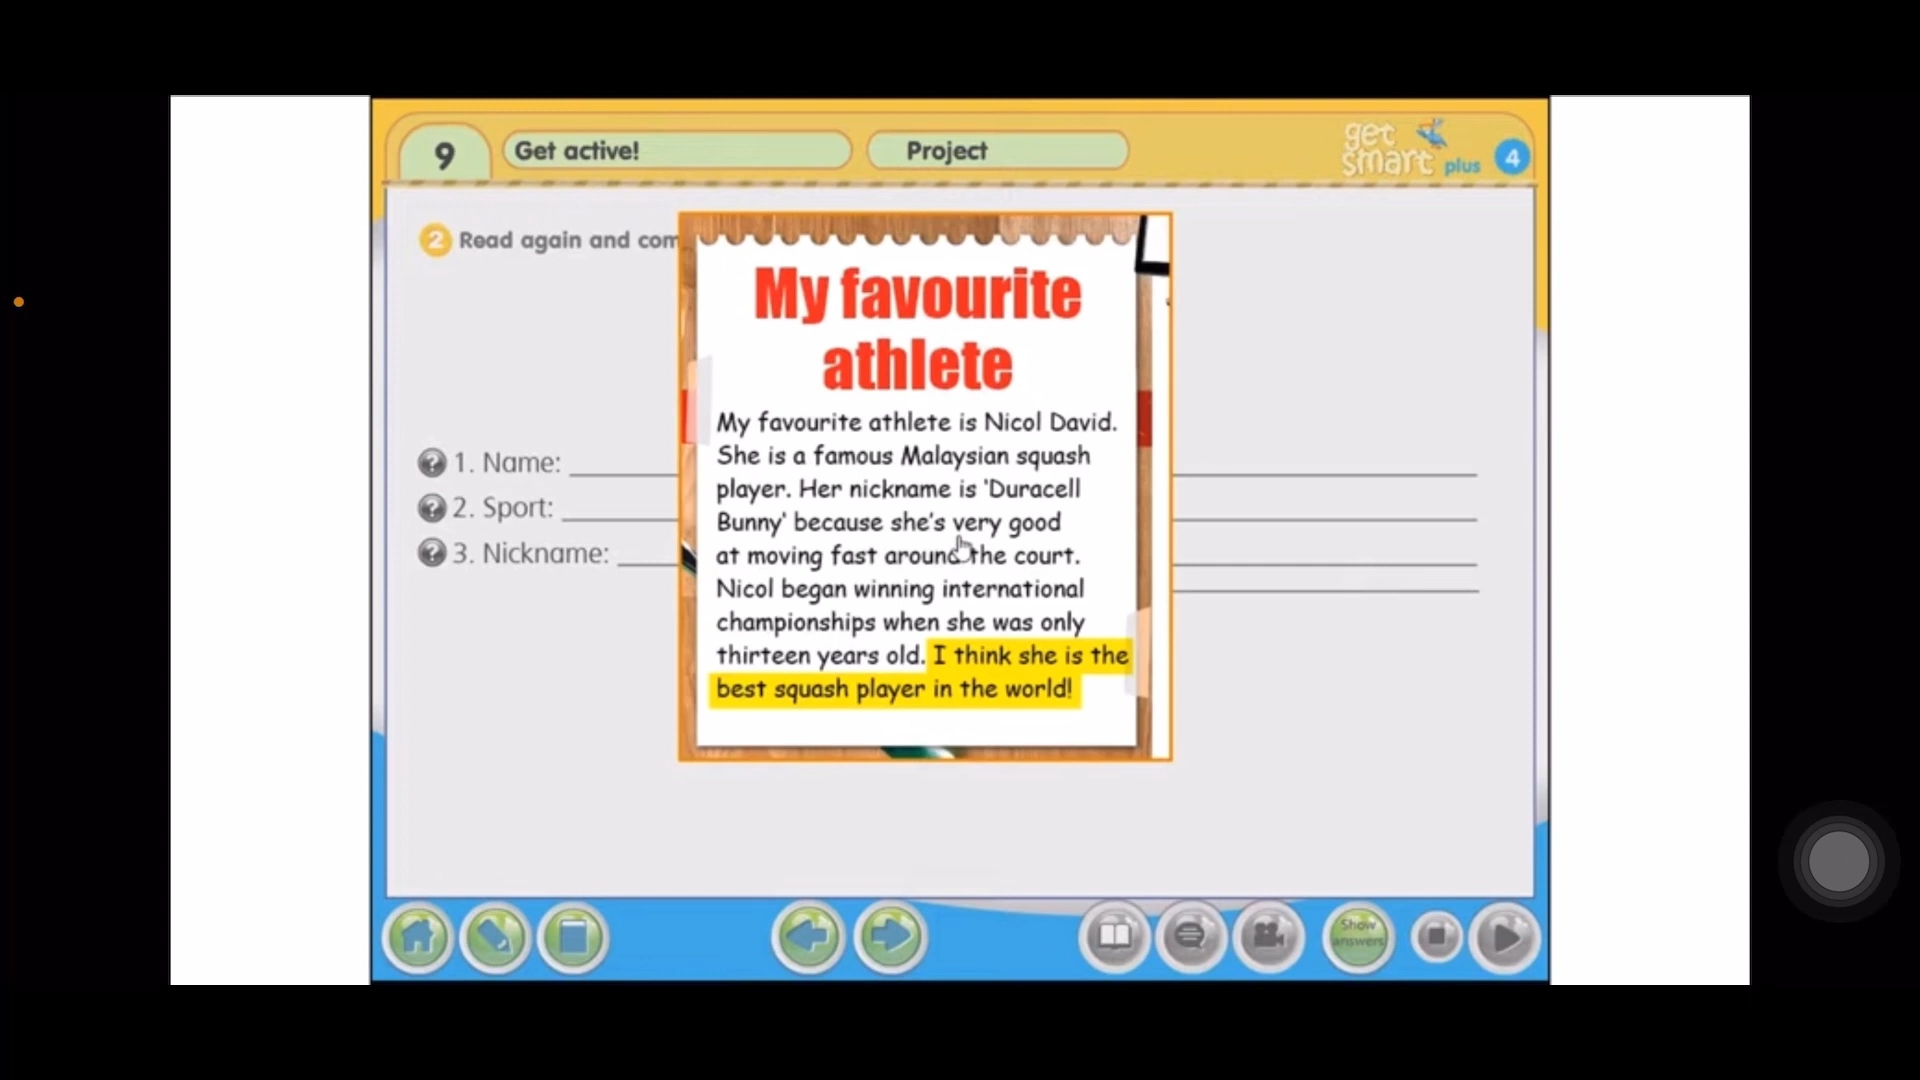 9
Get active!
Project
get
smart plus 4
2 Read again and com
My favourite
athlete
My favourite athlete is Nicol David.
She is a famous Malaysian squash
player. Her nickname is 'Duracell
Bunny' because she's very good
at moving fast around the court.
Nicol began winning international
championships when she was only
thirteen years old. I think she is the
best squash player in the world!
1. Name:
2. Sport:
3. Nickname:
Show
answers